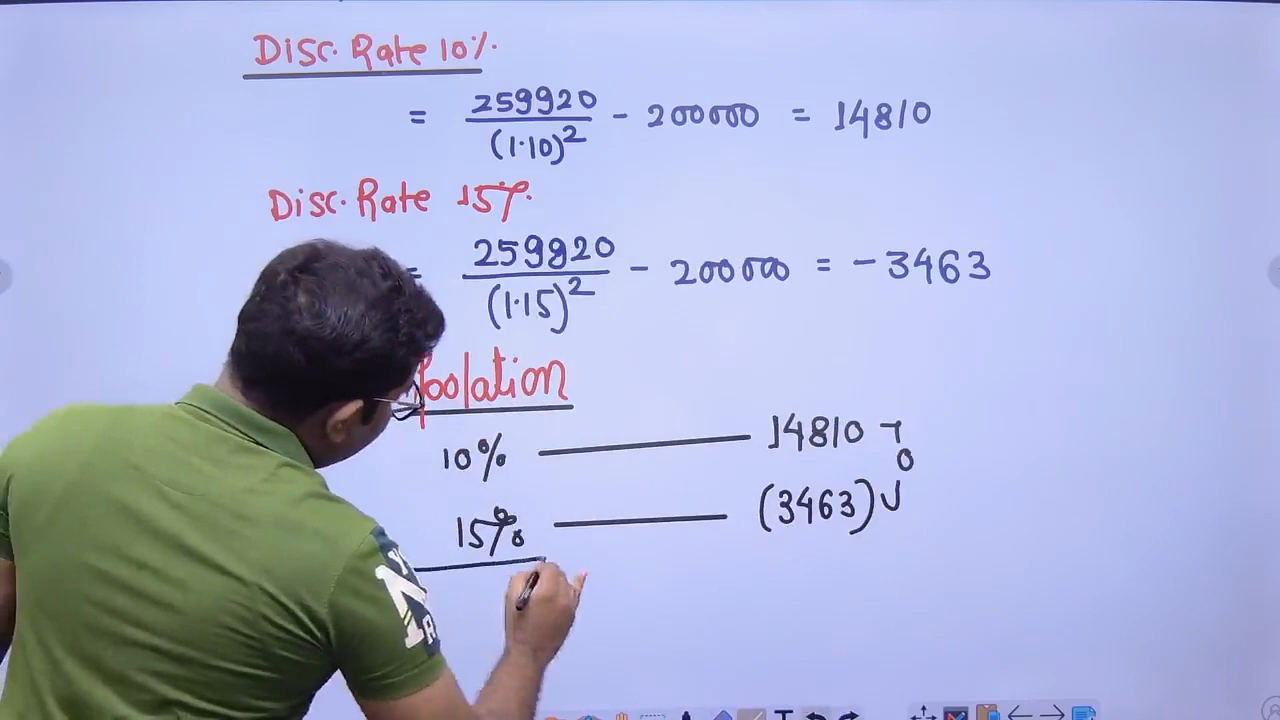 Disc. Rate 10%.
= 259920 / (1.10)² - 200000 = 14810
Disc. Rate 15%.
= 259920 / (1.15)² - 200000 = -3463
polation
10% — 14810
0
15% — (3463)